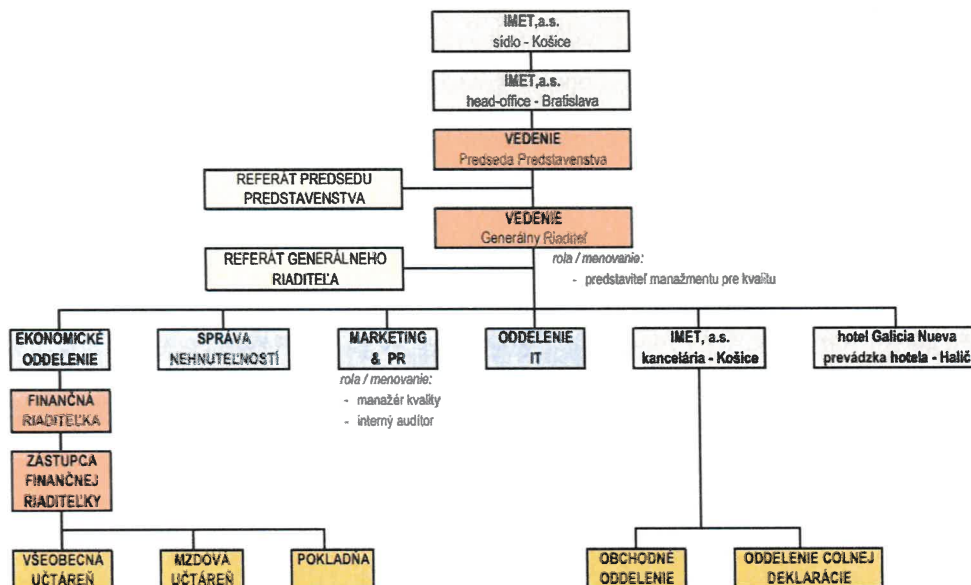 IMET,a.s.
sídlo - Košice
IMET,a.s.
head-office - Bratislava
VEDENIE
Predseda Predstavenstva
REFERÁT PREDSEDU
PREDSTAVENSTVA
VEDENIE
Generálny Riaditeľ
rola / menovanie:
- predstaviteľ manažmentu pre kvalitu
REFERÁT GENERÁLNEHO
RIADITEĽA
EKONOMICKÉ
ODDELENIE
SPRÁVA
NEHNUTEĽNOSTÍ
MARKETING
& PR
rola / menovanie:
- manažér kvality
- interný audítor
ODDELENIE
IT
IMET, a.s.
kancelária - Košice
hotel Galicia Nueva
prevádzka hotela - Halič
FINANČNÁ
RIADITEĽKA
ZÁSTUPCA
FINANČNEJ
RIADITEĽKY
VŠEOBECNÁ
UČTÁREŇ
MZDOVÁ
UČTÁREŇ
POKLADŇA
OBCHODNÉ
ODDELENIE
ODDELENIE COLNEJ
DEKLARÁCIE